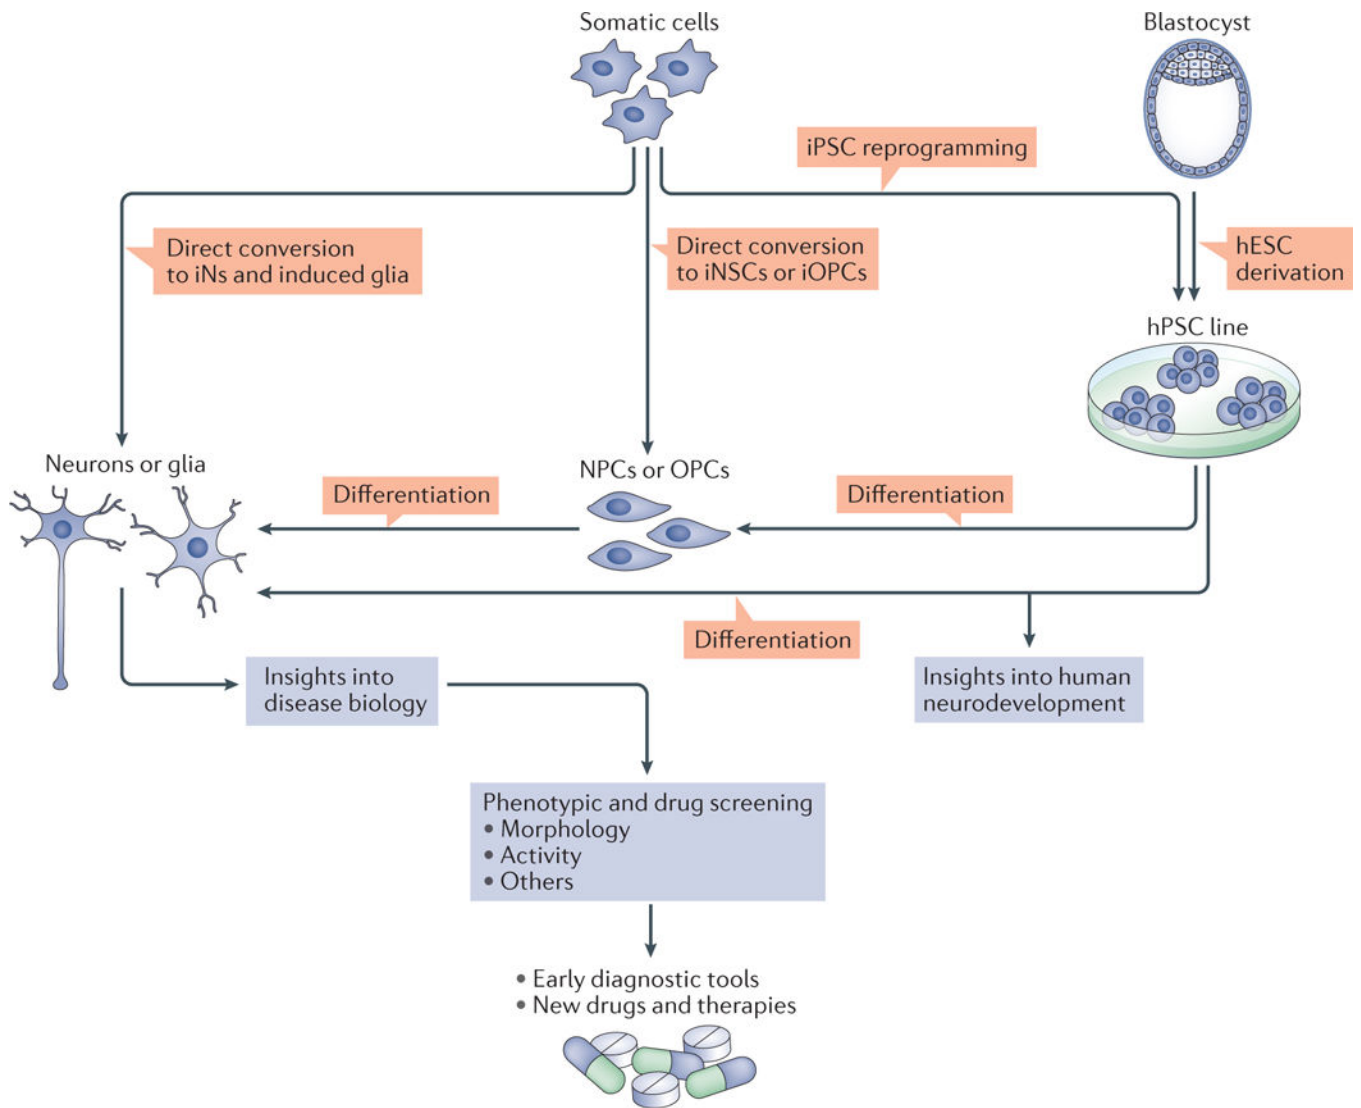 Somatic cells
Blastocyst
iPSC reprogramming
Direct conversion
to iNs and induced glia
Direct conversion
to iNSCs or iOPCs
hESC
derivation
hPSC line
Neurons or glia
NPCs or OPCs
Differentiation
Differentiation
Differentiation
Insights into
disease biology
Insights into human
neurodevelopment
Phenotypic and drug screening
• Morphology
• Activity
• Others
• Early diagnostic tools
• New drugs and therapies